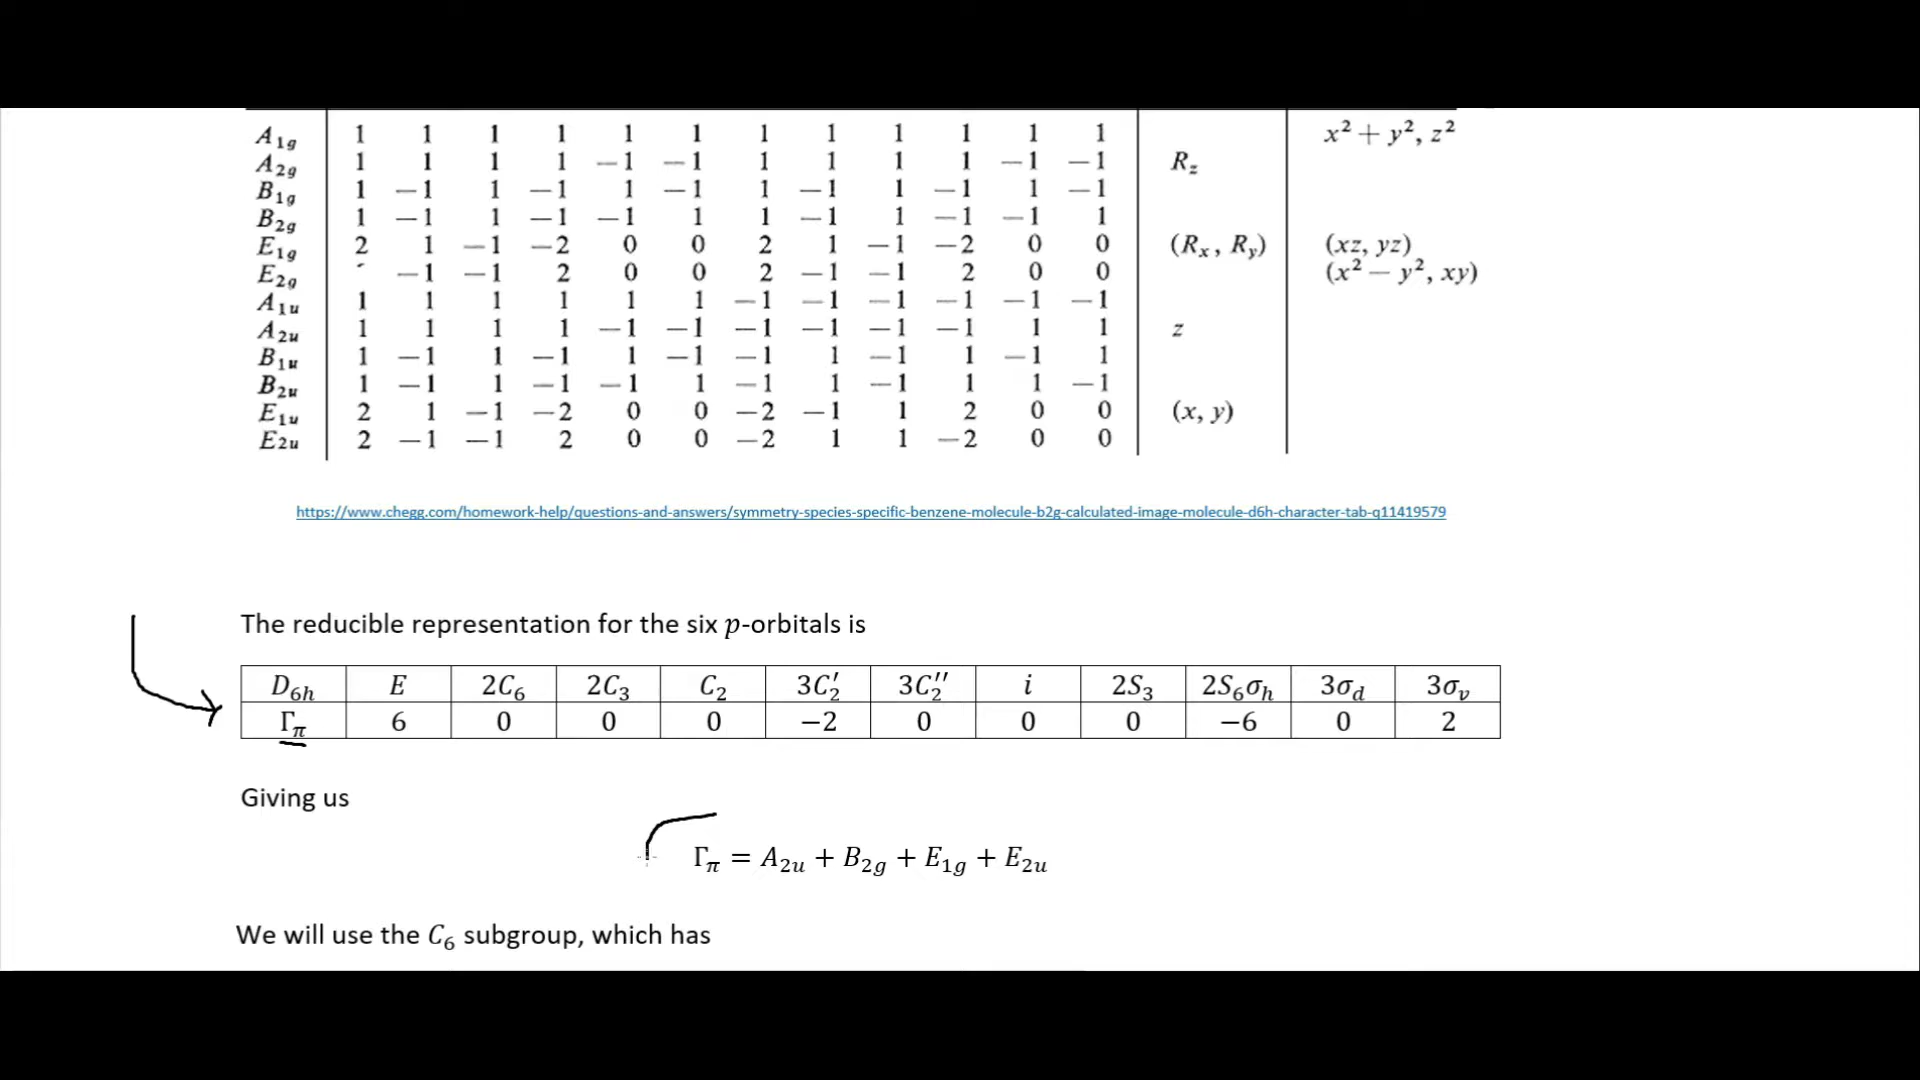 A1g 1 1 1 1 1 1 1 1 1 1 1 1 x² + y², z²
A2g 1 1 1 1 −1 −1 1 1 1 1 −1 −1 Rz
B1g 1 −1 1 −1 1 −1 1 −1 1 −1 1 −1
B2g 1 −1 1 −1 −1 1 1 −1 1 −1 −1 1
E1g 2 1 −1 −2 0 0 2 1 −1 −2 0 0 (Rx, Ry) (xz, yz)
E2g −1 −1 2 0 0 2 −1 −1 2 0 0 (x² − y², xy)
A1u 1 1 1 1 1 1 −1 −1 −1 −1 −1 −1
A2u 1 1 1 1 −1 −1 −1 −1 −1 −1 1 1 z
B1u 1 −1 1 −1 1 −1 −1 1 −1 1 −1 1
B2u 1 −1 1 −1 −1 1 −1 1 −1 1 1 −1
E1u 2 1 −1 −2 0 0 −2 −1 1 2 0 0 (x, y)
E2u 2 −1 −1 2 0 0 −2 1 1 −2 0 0
https://www.chegg.com/homework-help/questions-and-answers/symmetry-species-specific-benzene-molecule-b2g-calculated-image-molecule-d6h-character-tab-q11419579
The reducible representation for the six p-orbitals is
D6h E 2C6 2C3 C2 3C2′ 3C2′′ i 2S3 2S6σh 3σd 3σv
Γπ 6 0 0 0 −2 0 0 0 −6 0 2
Giving us
Γπ = A2u + B2g + E1g + E2u
We will use the C6 subgroup, which has